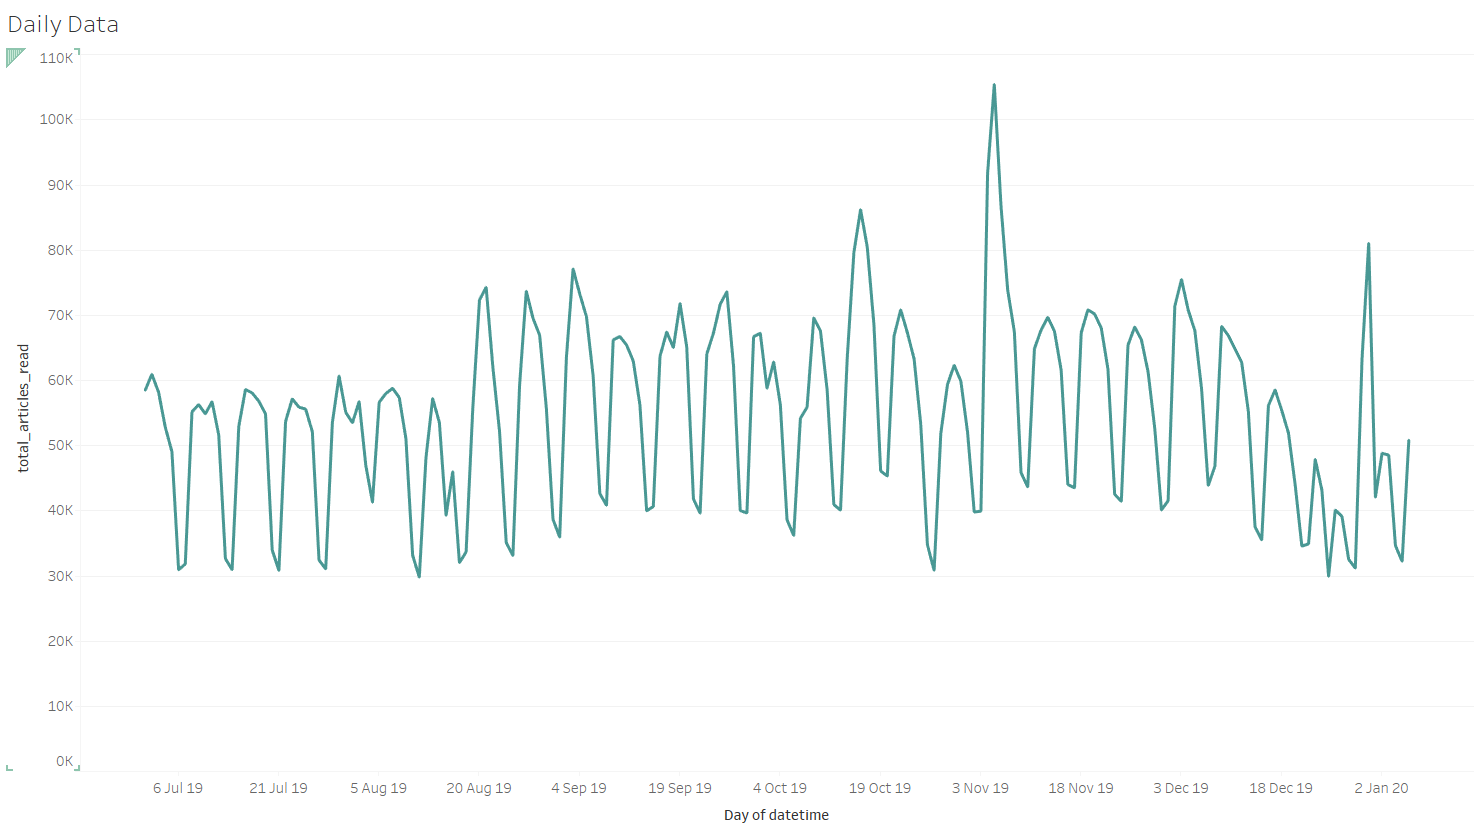 Daily Data
110K
100K
90K
80K
70K
60K
50K
40K
30K
20K
10K
0K
total_articles_read
6 Jul 19 21 Jul 19 5 Aug 19 20 Aug 19 4 Sep 19 19 Sep 19 4 Oct 19 19 Oct 19 3 Nov 19 18 Nov 19 3 Dec 19 18 Dec 19 2 Jan 20
Day of datetime